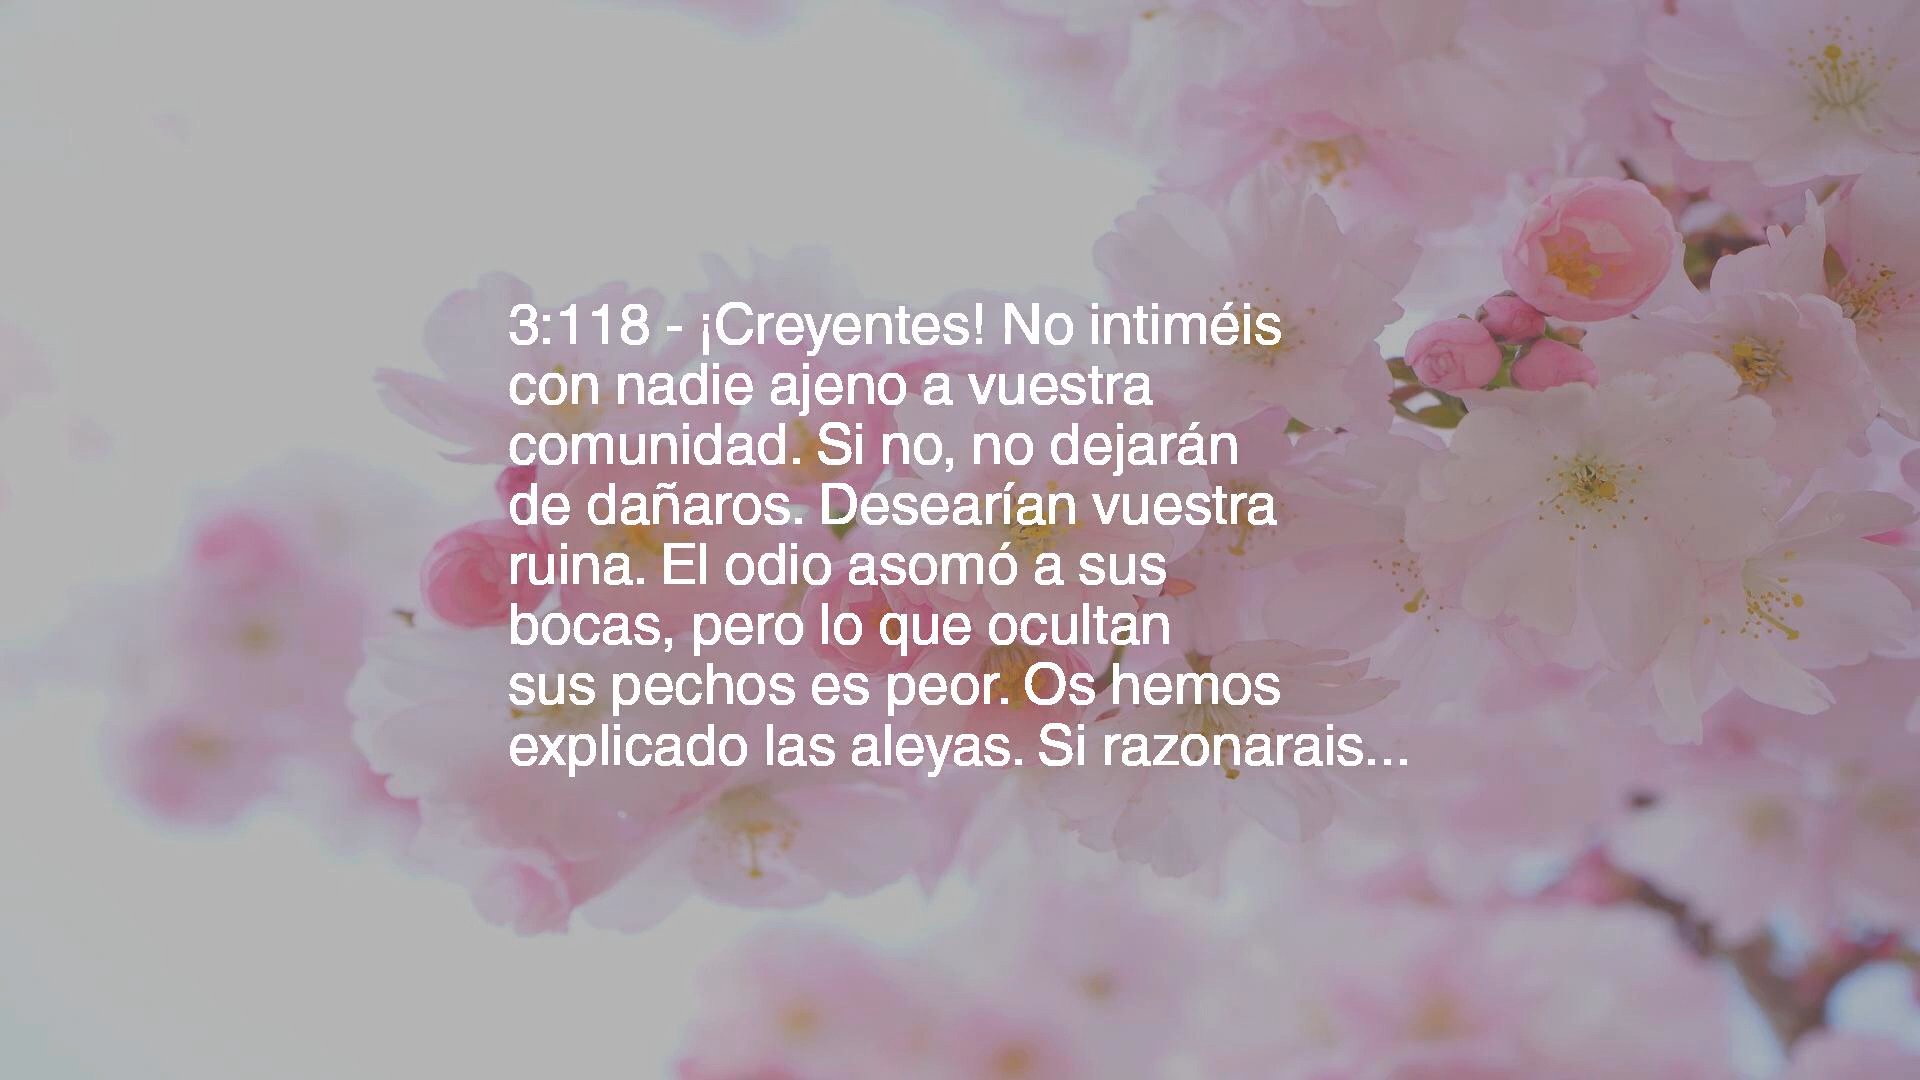 3:118 - ¡Creyentes! No intiméis
con nadie ajeno a vuestra
comunidad. Si no, no dejarán
de dañaros. Desearían vuestra
ruina. El odio asomó a sus
bocas, pero lo que ocultan
sus pechos es peor. Os hemos
explicado las aleyas. Si razonarais...